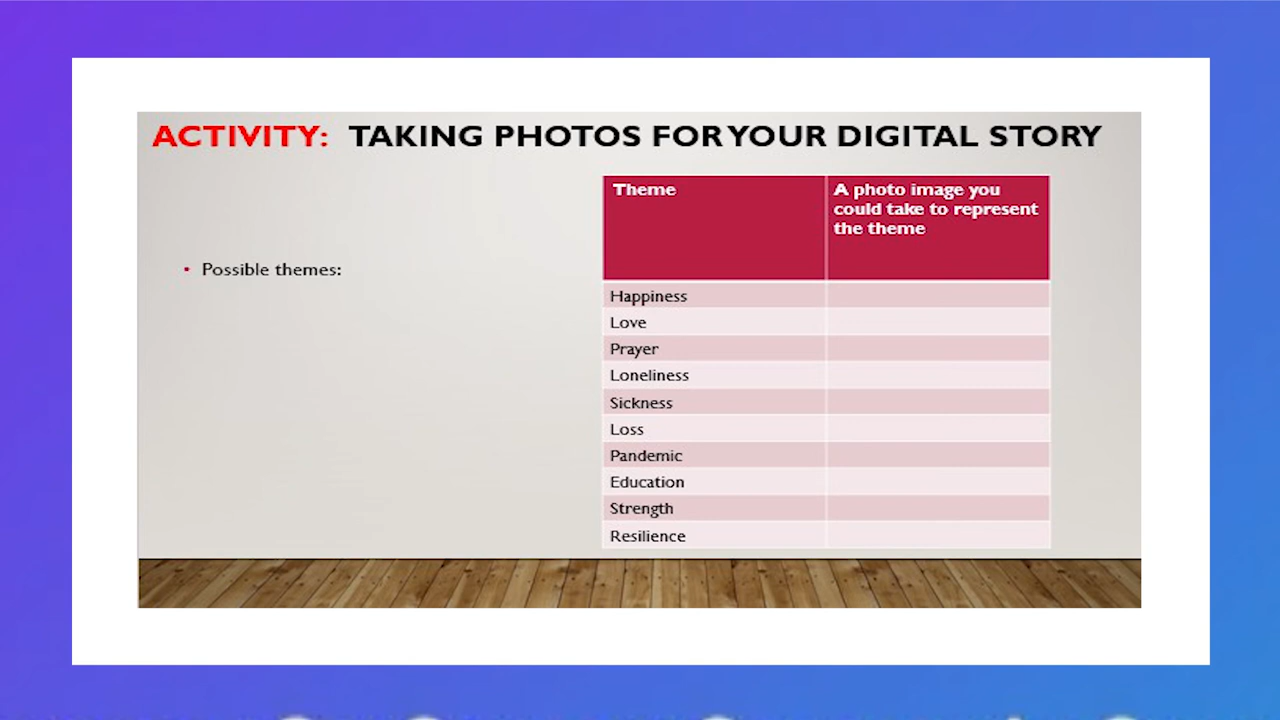 ACTIVITY: TAKING PHOTOS FOR YOUR DIGITAL STORY
• Possible themes:
Theme
A photo image you
could take to represent
the theme
Happiness
Love
Prayer
Loneliness
Sickness
Loss
Pandemic
Education
Strength
Resilience